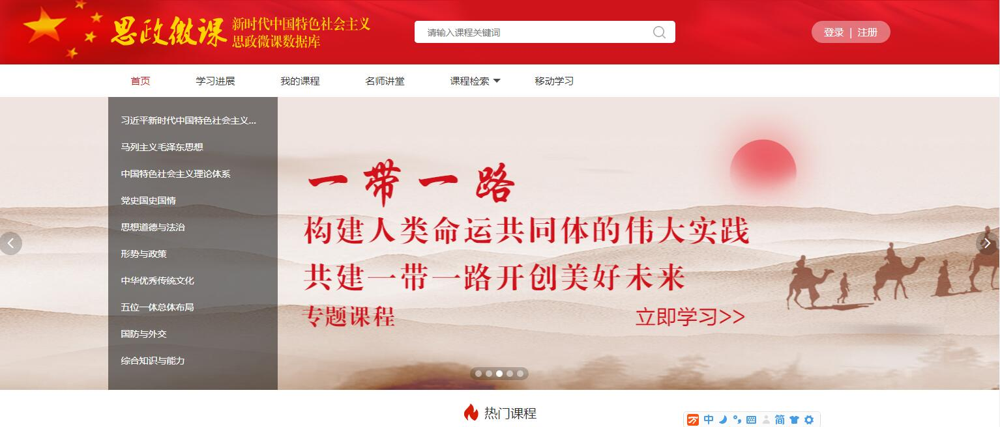 思政微课
新时代中国特色社会主义
思政微课数据库
请输入课程关键词
登录 | 注册
首页
学习进展
我的课程
名师讲堂
课程检索
移动学习
习近平新时代中国特色社会主义...
马列主义毛泽东思想
中国特色社会主义理论体系
党史国史国情
思想道德与法治
形势与政策
中华优秀传统文化
五位一体总体布局
国防与外交
综合知识与能力
一带一路
构建人类命运共同体的伟大实践
共建一带一路开创美好未来
专题课程
立即学习>>
热门课程
万 中 简